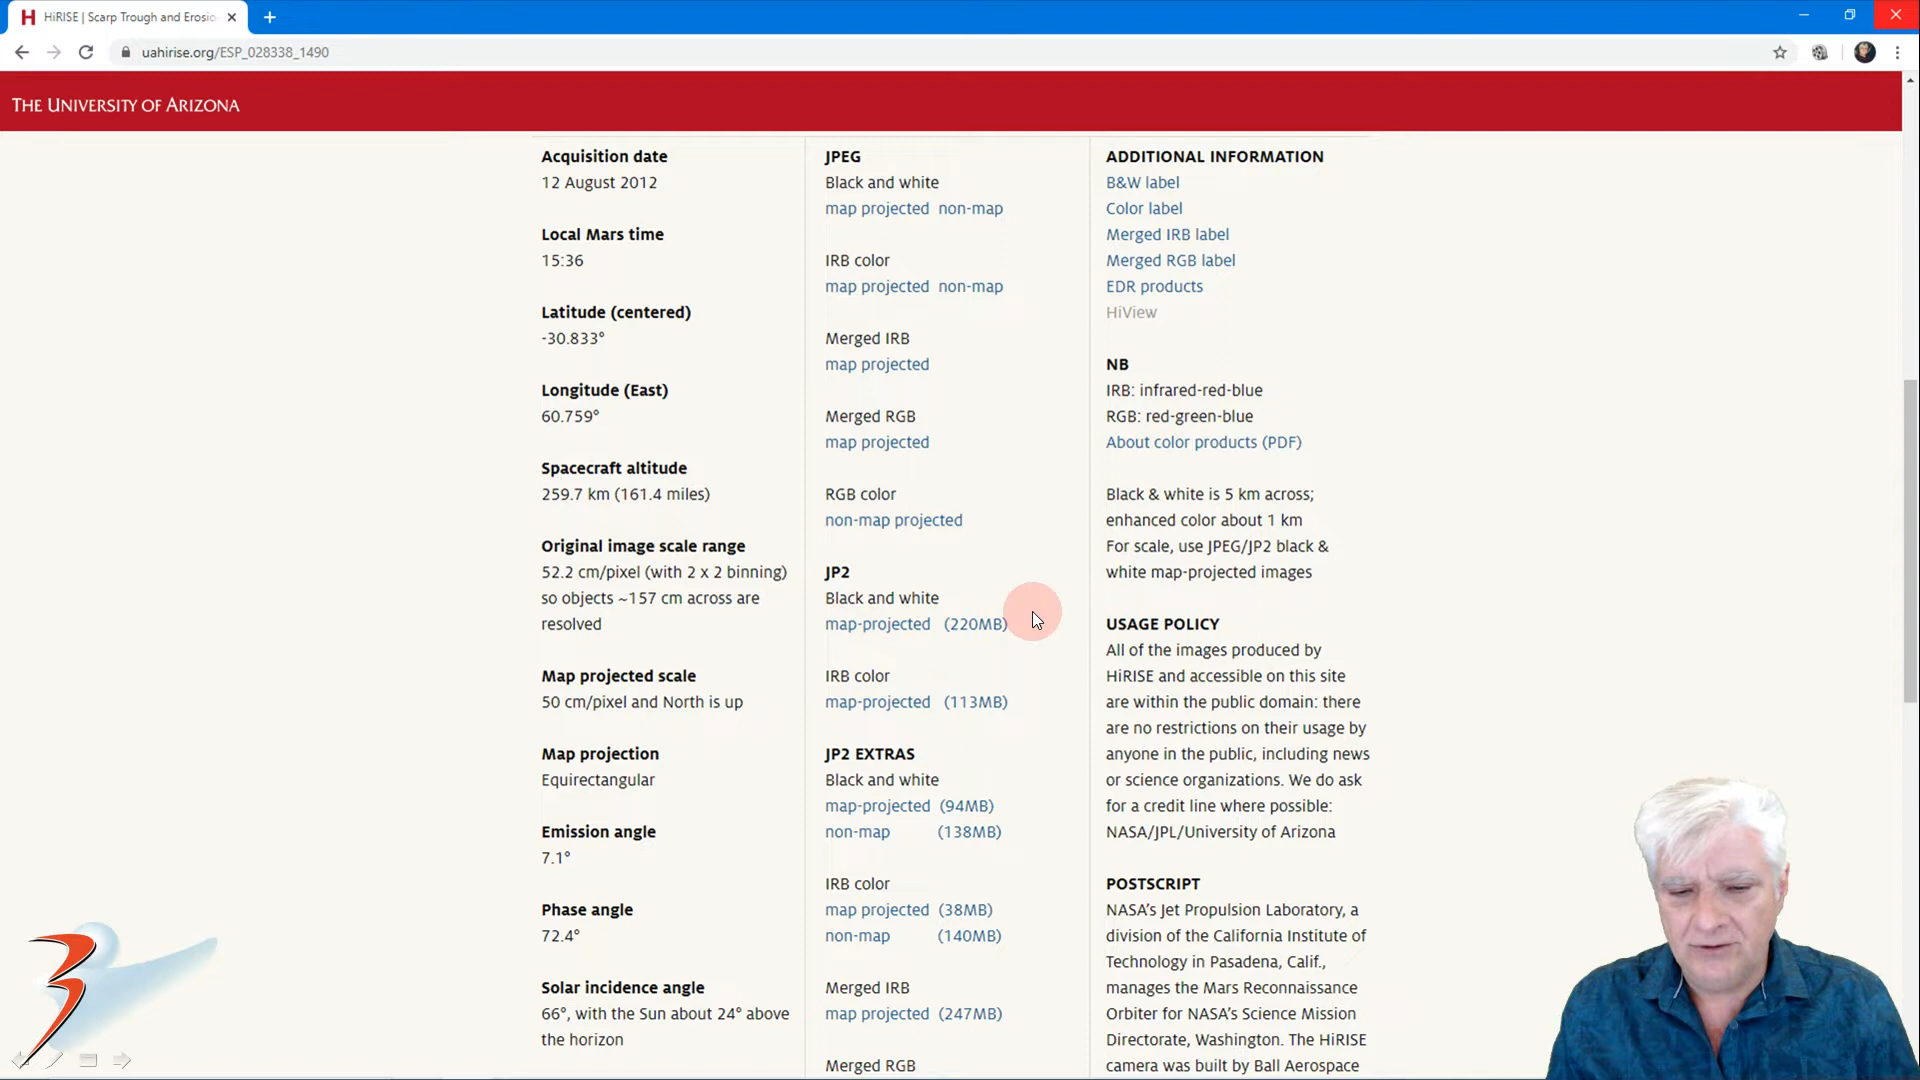 HiRISE | Scarp Trough and Erosio
uahirise.org/ESP_028338_1490
THE UNIVERSITY OF ARIZONA
Acquisition date
12 August 2012
Local Mars time
15:36
Latitude (centered)
-30.833°
Longitude (East)
60.759°
Spacecraft altitude
259.7 km (161.4 miles)
Original image scale range
52.2 cm/pixel (with 2 x 2 binning)
so objects ~157 cm across are
resolved
Map projected scale
50 cm/pixel and North is up
Map projection
Equirectangular
Emission angle
7.1°
Phase angle
72.4°
Solar incidence angle
66°, with the Sun about 24° above
the horizon
JPEG
Black and white
map projected non-map
IRB color
map projected non-map
Merged IRB
map projected
Merged RGB
map projected
RGB color
non-map projected
JP2
Black and white
map-projected (220MB)
IRB color
map-projected (113MB)
JP2 EXTRAS
Black and white
map-projected (94MB)
non-map (138MB)
IRB color
map projected (38MB)
non-map (140MB)
Merged IRB
map projected (247MB)
Merged RGB
ADDITIONAL INFORMATION
B&W label
Color label
Merged IRB label
Merged RGB label
EDR products
HiView
NB
IRB: infrared-red-blue
RGB: red-green-blue
About color products (PDF)
Black & white is 5 km across;
enhanced color about 1 km
For scale, use JPEG/JP2 black &
white map-projected images
USAGE POLICY
All of the images produced by
HiRISE and accessible on this site
are within the public domain: there
are no restrictions on their usage by
anyone in the public, including news
or science organizations. We do ask
for a credit line where possible:
NASA/JPL/University of Arizona
POSTSCRIPT
NASA’s Jet Propulsion Laboratory, a
division of the California Institute of
Technology in Pasadena, Calif.,
manages the Mars Reconnaissance
Orbiter for NASA’s Science Mission
Directorate, Washington. The HiRISE
camera was built by Ball Aerospace